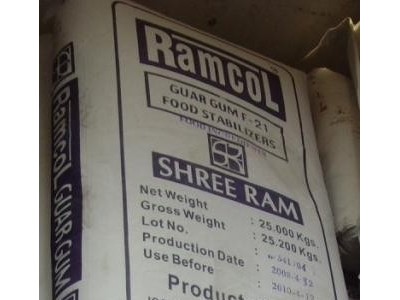 RamcoL
GUAR GUM F-21
FOOD STABILIZERS
SR
SHREE RAM
Net Weight : 25.000 Kgs.
Gross Weight : 25.200 Kgs.
Lot No. :
Production Date :
Use Before :
Product
RamcoL GUAR GUM